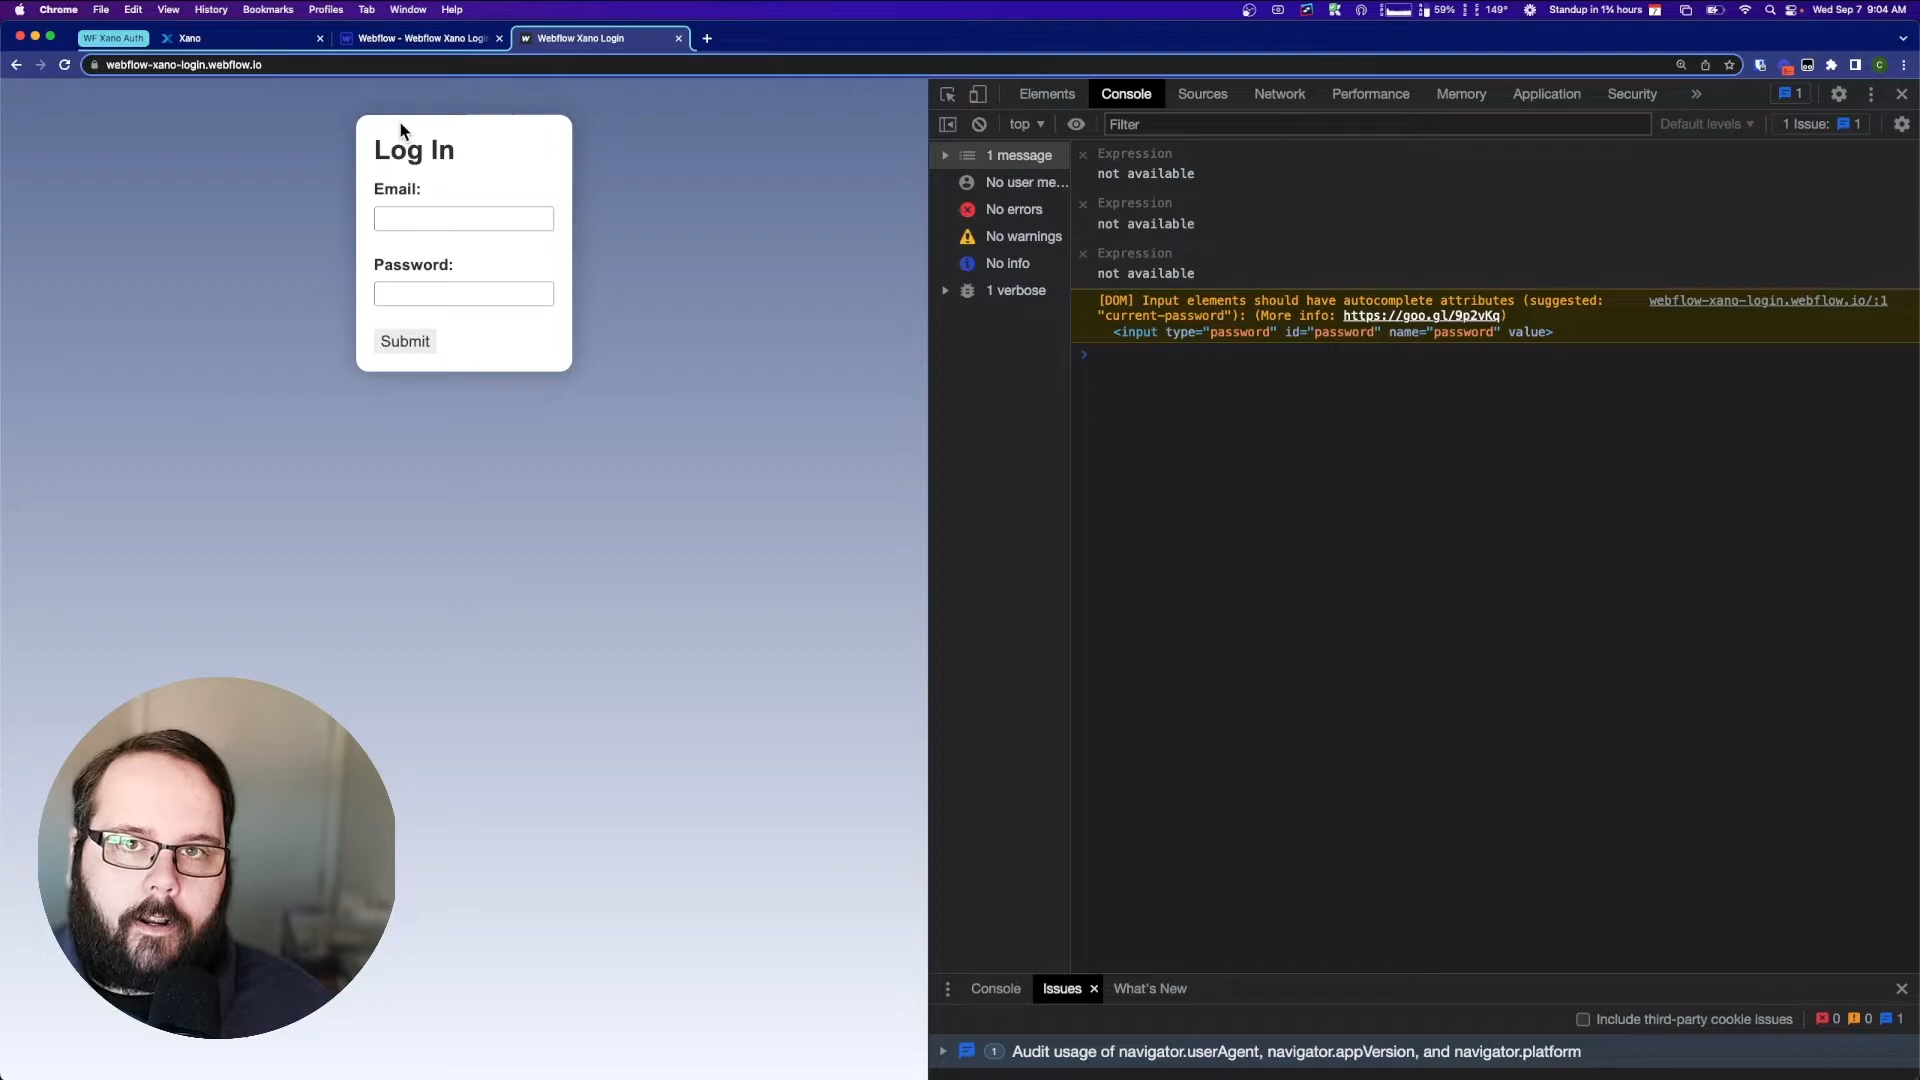 Chrome File Edit View History Bookmarks Profiles Tab Window Help
59% 149° Standup in 1¾ hours 7 Wed Sep 7 9:04 AM
WF Xano Auth Xano Webflow - Webflow Xano Logi Webflow Xano Login
webflow-xano-login.webflow.io
Elements Console Sources Network Performance Memory Application Security 1
top Filter Default levels 1 Issue: 1
Log In
Email:
Password:
Submit
1 message
No user me…
No errors
No warnings
No info
1 verbose
Expression
not available
Expression
not available
Expression
not available
[DOM] Input elements should have autocomplete attributes (suggested: webflow-xano-login.webflow.io/:1
"current-password"): (More info: https://goo.gl/9p2vKq)
<input type="password" id="password" name="password" value>
Console Issues What's New
Include third-party cookie issues 0 0 1
1 Audit usage of navigator.userAgent, navigator.appVersion, and navigator.platform